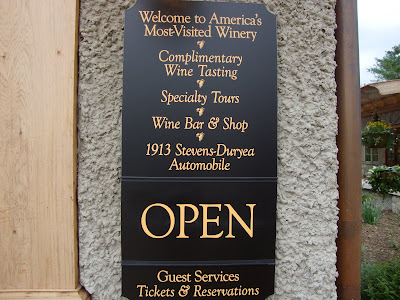 Welcome to America's
Most-Visited Winery
Complimentary
Wine Tasting
Specialty Tours
Wine Bar & Shop
1913 Stevens-Duryea
Automobile
OPEN
Guest Services
Tickets & Reservations